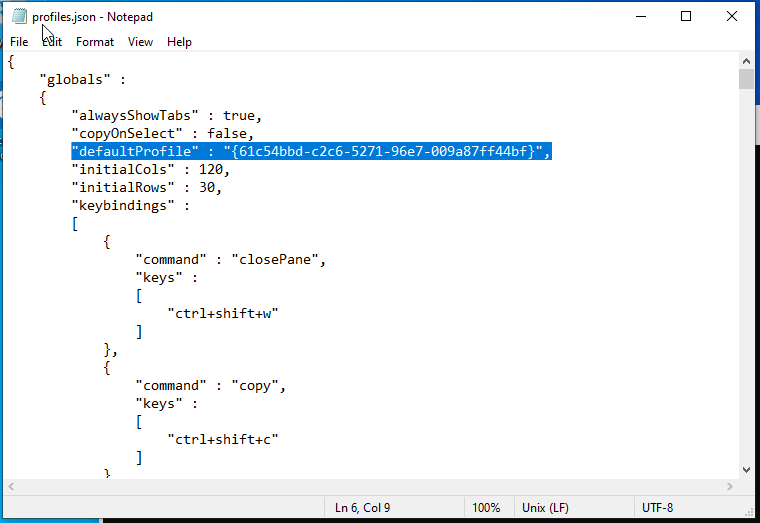 profiles.json - Notepad
File Edit Format View Help
{
    "globals" :
    {
        "alwaysShowTabs" : true,
        "copyOnSelect" : false,
        "defaultProfile" : "{61c54bbd-c2c6-5271-96e7-009a87ff44bf}",
        "initialCols" : 120,
        "initialRows" : 30,
        "keybindings" :
        [
            {
                "command" : "closePane",
                "keys" :
                [
                    "ctrl+shift+w"
                ]
            },
            {
                "command" : "copy",
                "keys" :
                [
                    "ctrl+shift+c"
                ]
            }
Ln 6, Col 9 100% Unix (LF) UTF-8